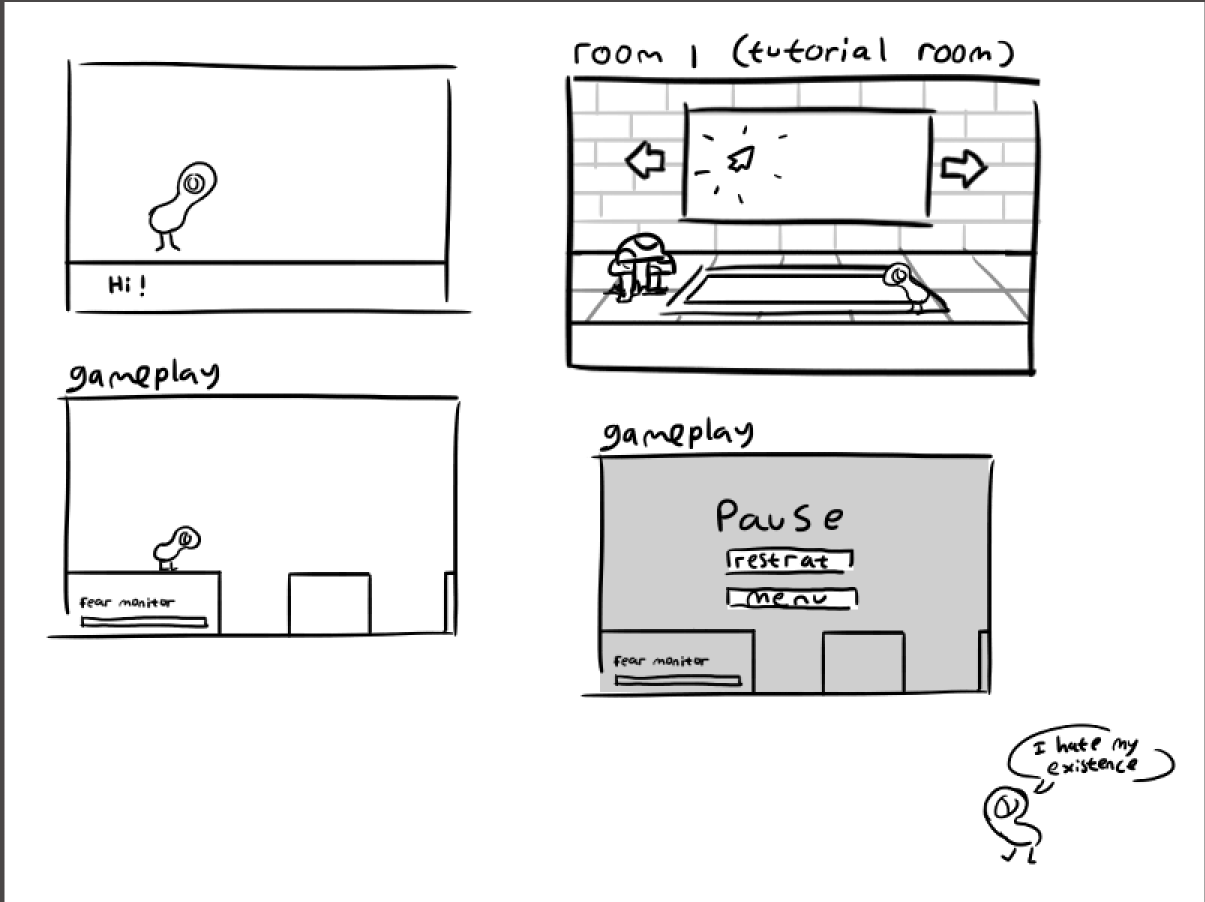 room 1 (tutorial room)
Hi!
gameplay
fear monitor
gameplay
Pause
restrat
menu
fear monitor
I hate my
existence